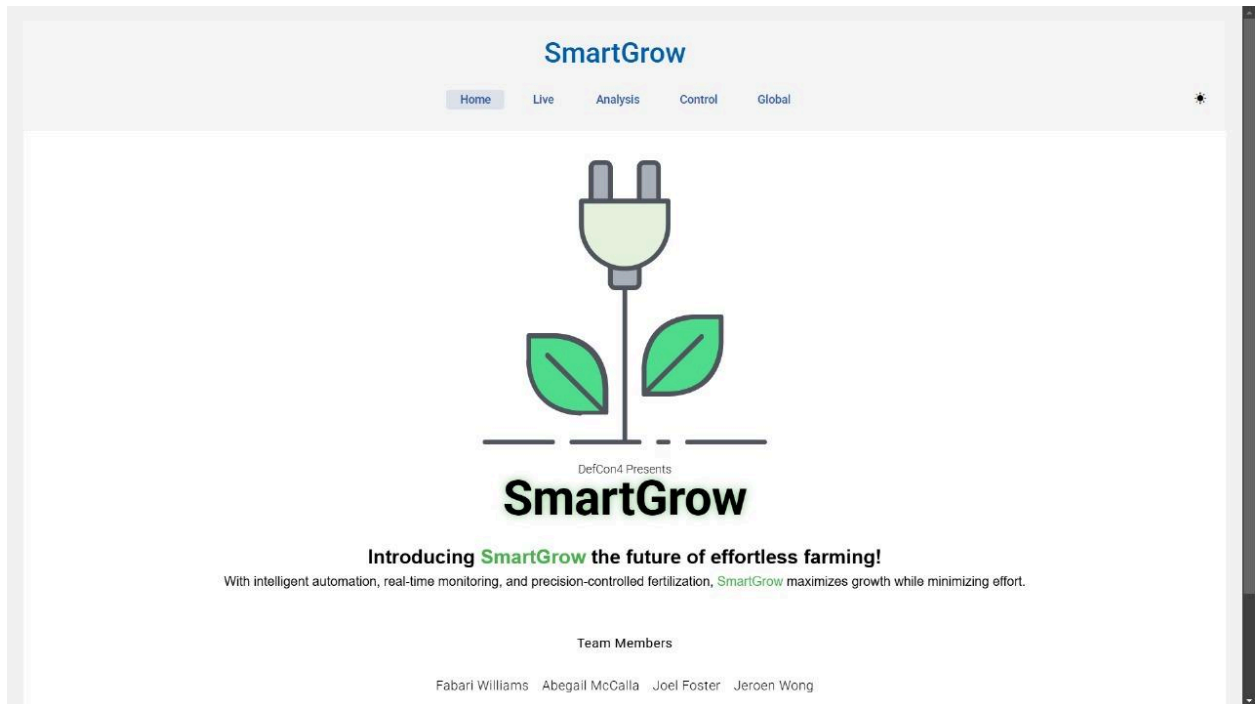 SmartGrow
Home Live Analysis Control Global
DefCon4 Presents
SmartGrow
Introducing SmartGrow the future of effortless farming!
With intelligent automation, real-time monitoring, and precision-controlled fertilization, SmartGrow maximizes growth while minimizing effort.
Team Members
Fabari Williams Abegail McCalla Joel Foster Jeroen Wong